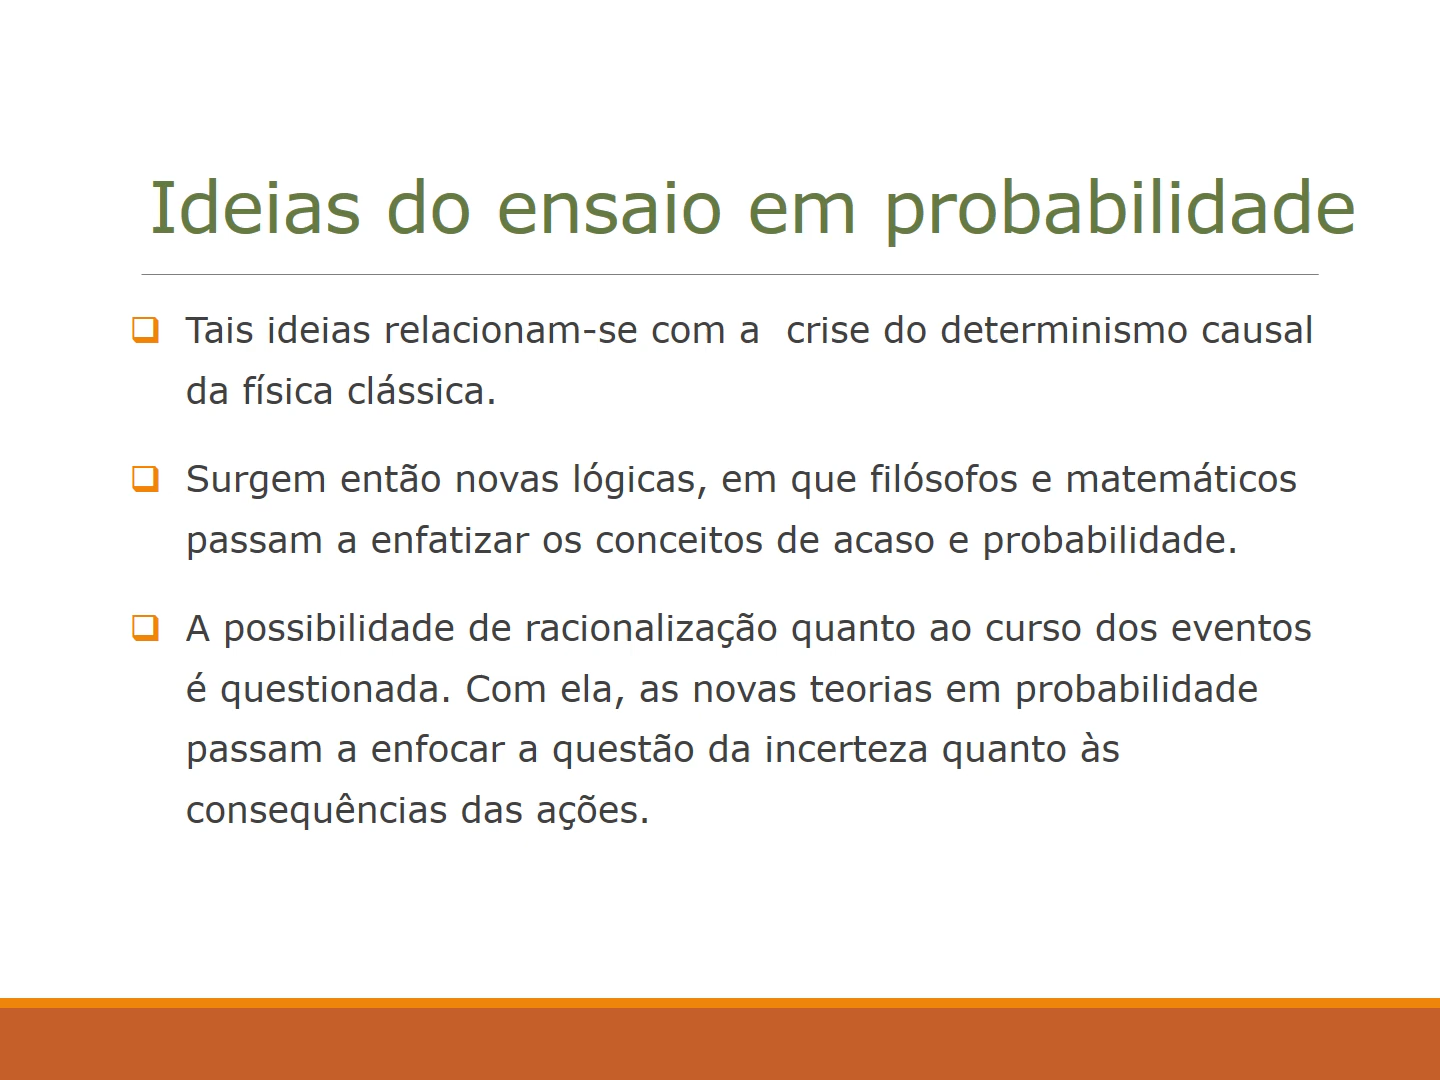 Ideias do ensaio em probabilidade
Tais ideias relacionam-se com a  crise do determinismo causal
da física clássica.
Surgem então novas lógicas, em que filósofos e matemáticos
passam a enfatizar os conceitos de acaso e probabilidade.
A possibilidade de racionalização quanto ao curso dos eventos
é questionada. Com ela, as novas teorias em probabilidade
passam a enfocar a questão da incerteza quanto às
consequências das ações.